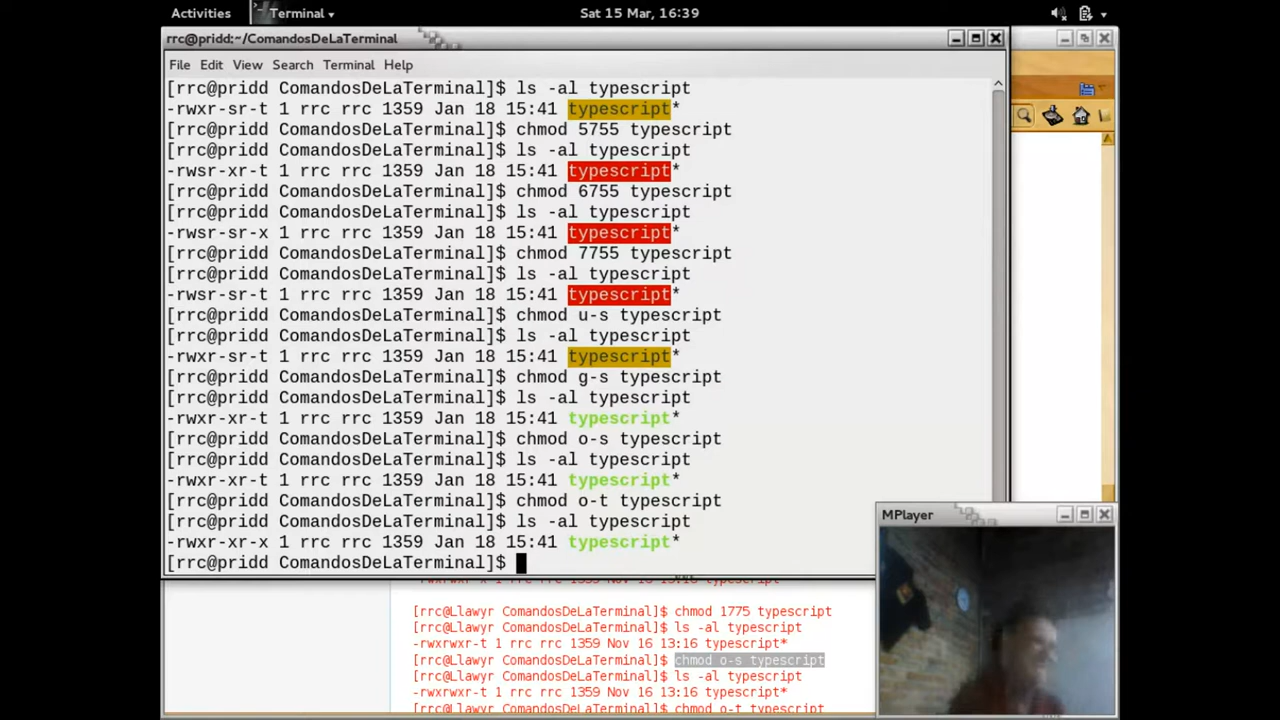 Activities Terminal Sat 15 Mar, 16:39
rrc@pridd:~/ComandosDeLaTerminal
File Edit View Search Terminal Help
[rrc@pridd ComandosDeLaTerminal]$ ls -al typescript
-rwxr-sr-t 1 rrc rrc 1359 Jan 18 15:41 typescript*
[rrc@pridd ComandosDeLaTerminal]$ chmod 5755 typescript
[rrc@pridd ComandosDeLaTerminal]$ ls -al typescript
-rwsr-xr-t 1 rrc rrc 1359 Jan 18 15:41 typescript*
[rrc@pridd ComandosDeLaTerminal]$ chmod 6755 typescript
[rrc@pridd ComandosDeLaTerminal]$ ls -al typescript
-rwsr-sr-x 1 rrc rrc 1359 Jan 18 15:41 typescript*
[rrc@pridd ComandosDeLaTerminal]$ chmod 7755 typescript
[rrc@pridd ComandosDeLaTerminal]$ ls -al typescript
-rwsr-sr-t 1 rrc rrc 1359 Jan 18 15:41 typescript*
[rrc@pridd ComandosDeLaTerminal]$ chmod u-s typescript
[rrc@pridd ComandosDeLaTerminal]$ ls -al typescript
-rwxr-sr-t 1 rrc rrc 1359 Jan 18 15:41 typescript*
[rrc@pridd ComandosDeLaTerminal]$ chmod g-s typescript
[rrc@pridd ComandosDeLaTerminal]$ ls -al typescript
-rwxr-xr-t 1 rrc rrc 1359 Jan 18 15:41 typescript*
[rrc@pridd ComandosDeLaTerminal]$ chmod o-s typescript
[rrc@pridd ComandosDeLaTerminal]$ ls -al typescript
-rwxr-xr-t 1 rrc rrc 1359 Jan 18 15:41 typescript*
[rrc@pridd ComandosDeLaTerminal]$ chmod o-t typescript
[rrc@pridd ComandosDeLaTerminal]$ ls -al typescript
-rwxr-xr-x 1 rrc rrc 1359 Jan 18 15:41 typescript*
[rrc@pridd ComandosDeLaTerminal]$
MPlayer
[rrc@Llawyr ComandosDeLaTerminal]$ chmod 1775 typescript
[rrc@Llawyr ComandosDeLaTerminal]$ ls -al typescript
-rwxrwxr-t 1 rrc rrc 1359 Nov 16 13:16 typescript*
[rrc@Llawyr ComandosDeLaTerminal]$ chmod o-s typescript
[rrc@Llawyr ComandosDeLaTerminal]$ ls -al typescript
-rwxrwxr-t 1 rrc rrc 1359 Nov 16 13:16 typescript*
[rrc@Llawyr ComandosDeLaTerminal]$ chmod o-t typescript